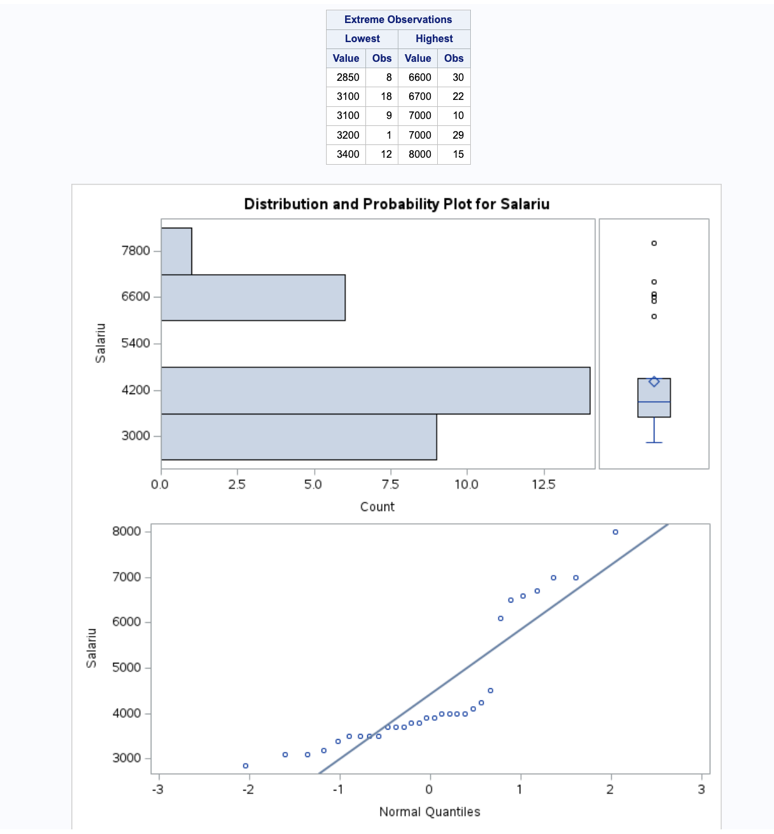 Extreme Observations
Lowest Highest
Value Obs Value Obs
2850 8 6600 30
3100 18 6700 22
3100 9 7000 10
3200 1 7000 29
3400 12 8000 15
Distribution and Probability Plot for Salariu
7800
6600
5400
4200
3000
Salariu
0.0 2.5 5.0 7.5 10.0 12.5
Count
8000
7000
6000
5000
4000
3000
Salariu
-3 -2 -1 0 1 2 3
Normal Quantiles